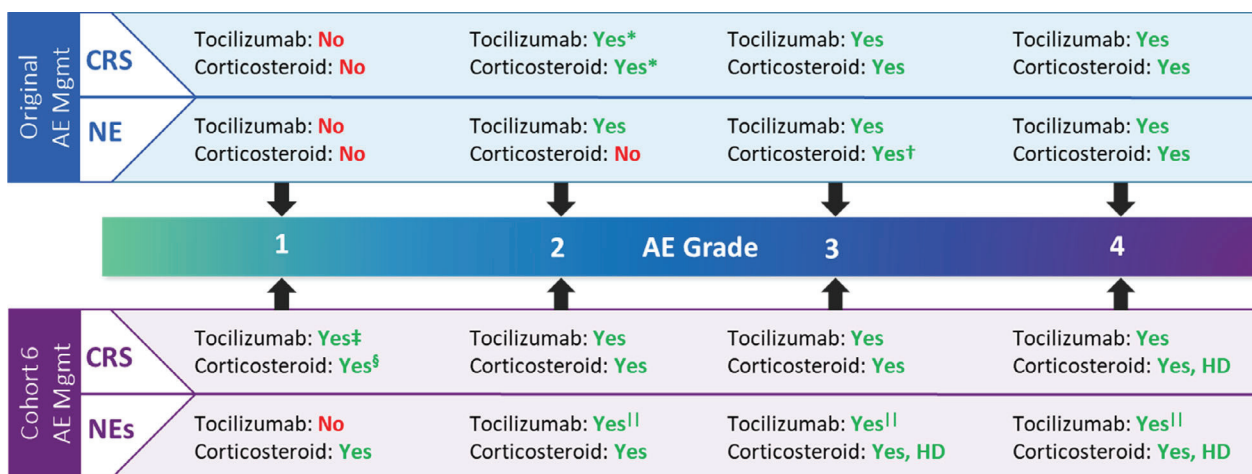 Original
AE Mgmt
CRS
Tocilizumab: No
Corticosteroid: No
Tocilizumab: Yes*
Corticosteroid: Yes*
Tocilizumab: Yes
Corticosteroid: Yes
Tocilizumab: Yes
Corticosteroid: Yes
NE
Tocilizumab: No
Corticosteroid: No
Tocilizumab: Yes
Corticosteroid: No
Tocilizumab: Yes
Corticosteroid: Yes†
Tocilizumab: Yes
Corticosteroid: Yes
1 2 AE Grade 3 4
Cohort 6
AE Mgmt
CRS
Tocilizumab: Yes‡
Corticosteroid: Yes§
Tocilizumab: Yes
Corticosteroid: Yes
Tocilizumab: Yes
Corticosteroid: Yes
Tocilizumab: Yes
Corticosteroid: Yes, HD
NEs
Tocilizumab: No
Corticosteroid: Yes
Tocilizumab: Yes||
Corticosteroid: Yes
Tocilizumab: Yes||
Corticosteroid: Yes, HD
Tocilizumab: Yes||
Corticosteroid: Yes, HD